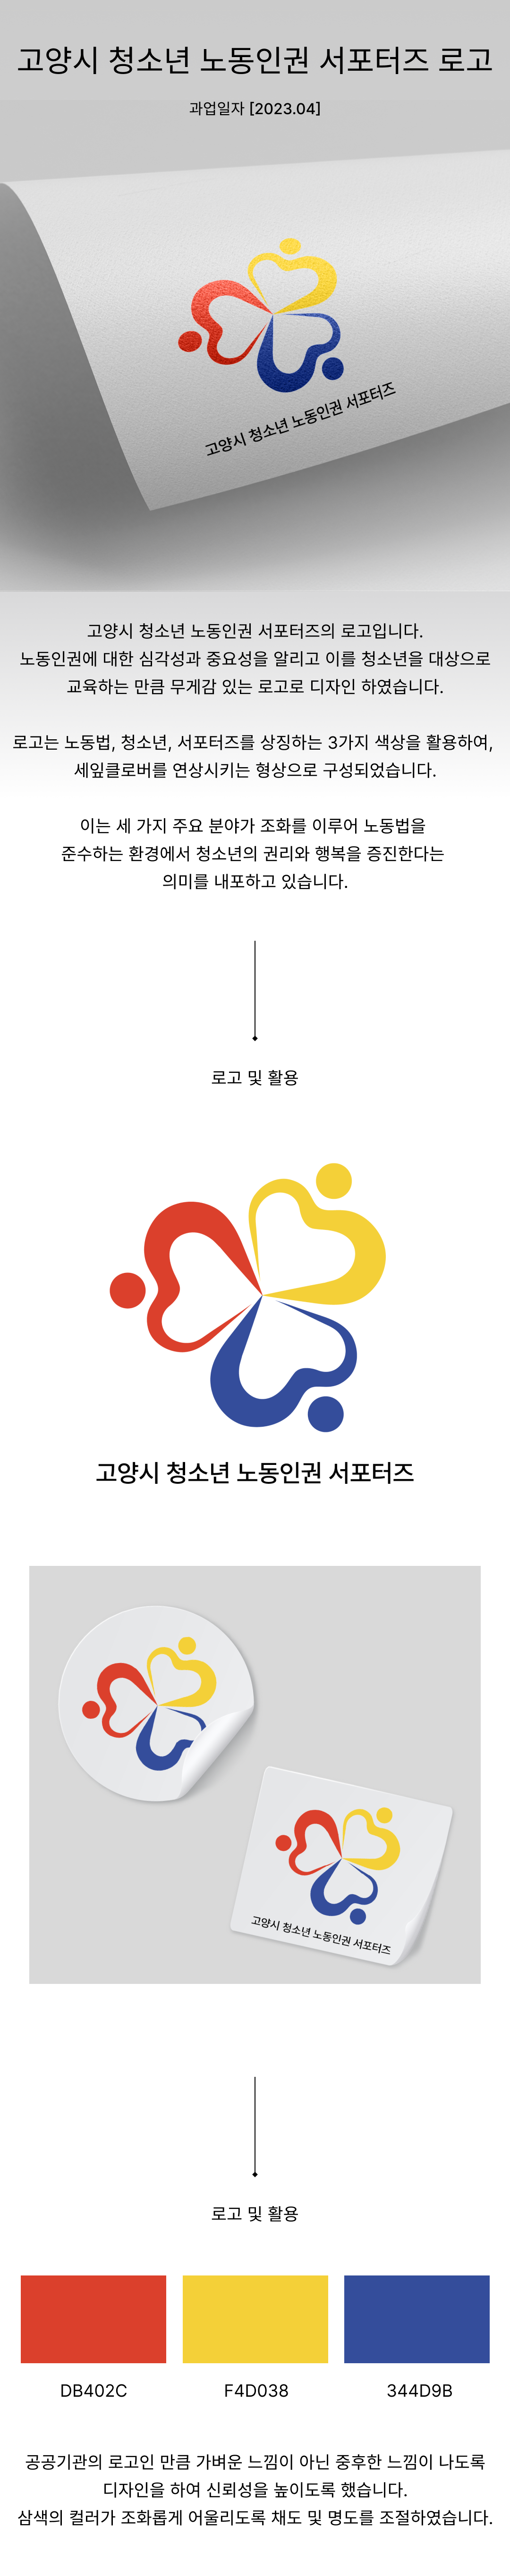 고양시 청소년 노동인권 서포터즈 로고
과업일자 [2023.04]
고양시 청소년 노동인권 서포터즈
고양시 청소년 노동인권 서포터즈의 로고입니다.
노동인권에 대한 심각성과 중요성을 알리고 이를 청소년을 대상으로
교육하는 만큼 무게감 있는 로고로 디자인 하였습니다.
로고는 노동법, 청소년, 서포터즈를 상징하는 3가지 색상을 활용하여,
세잎클로버를 연상시키는 형상으로 구성되었습니다.
이는 세 가지 주요 분야가 조화를 이루어 노동법을
준수하는 환경에서 청소년의 권리와 행복을 증진한다는
의미를 내포하고 있습니다.
로고 및 활용
고양시 청소년 노동인권 서포터즈
고양시 청소년 노동인권 서포터즈
로고 및 활용
DB402C
F4D038
344D9B
공공기관의 로고인 만큼 가벼운 느낌이 아닌 중후한 느낌이 나도록
디자인을 하여 신뢰성을 높이도록 했습니다.
삼색의 컬러가 조화롭게 어울리도록 채도 및 명도를 조절하였습니다.